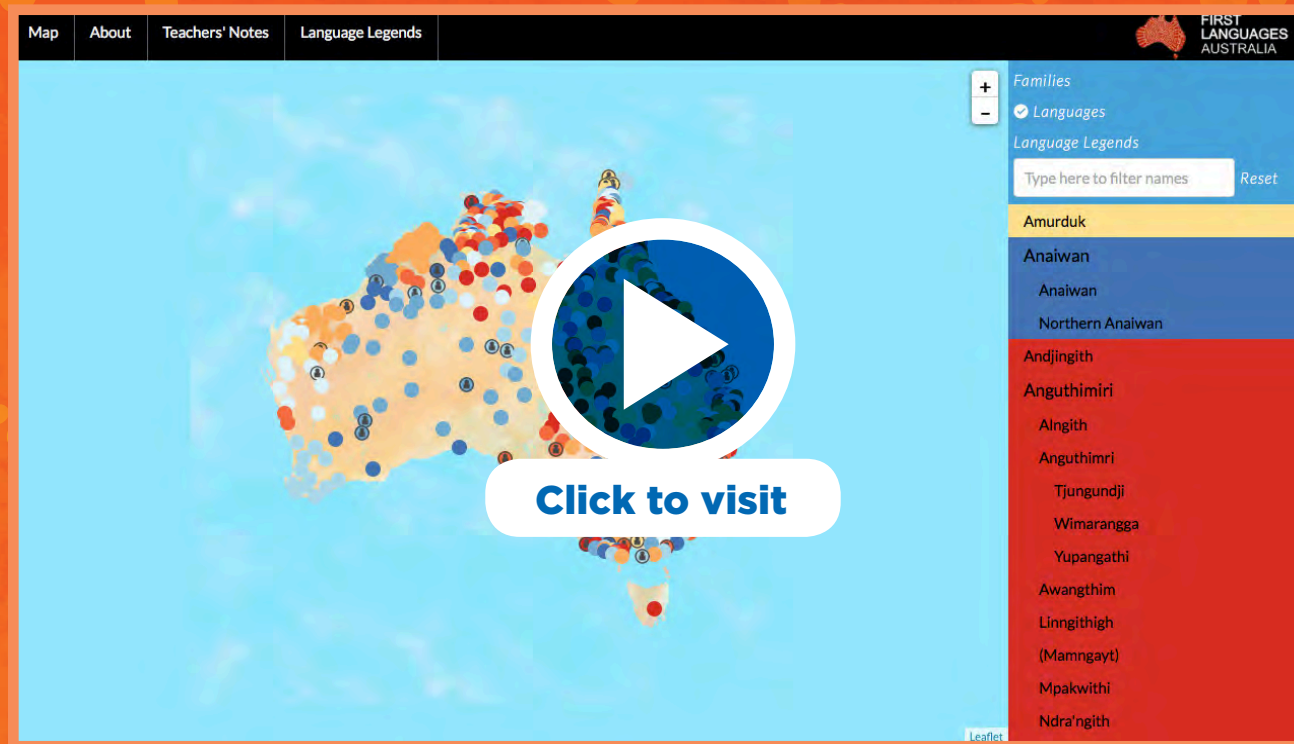 Map
About
Teachers' Notes
Language Legends
FIRST
LANGUAGES
AUSTRALIA
+
-
Families
Languages
Language Legends
Type here to filter names
Reset
Amurduk
Anaiwan
Anaiwan
Northern Anaiwan
Andjingith
Anguthimiri
Alngith
Anguthimri
Tjungundji
Wimarangga
Yupangathi
Awangthim
Linngithigh
(Mamngayt)
Mpakwithi
Ndra'ngith
Click to visit
Leaflet